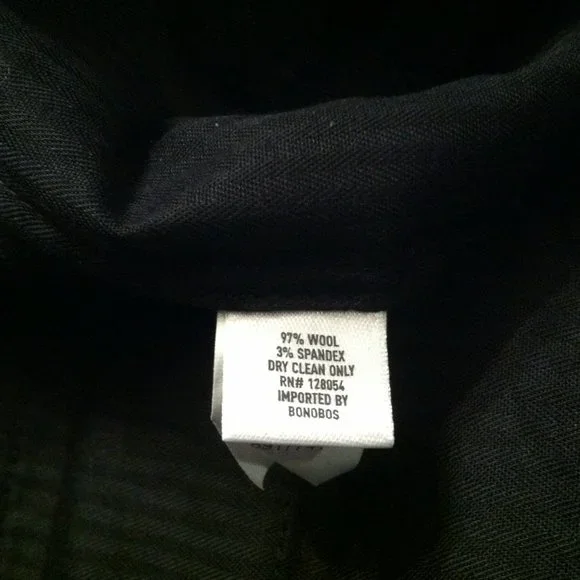 97% WOOL
3% SPANDEX
DRY CLEAN ONLY
RN# 128054
IMPORTED BY
BONOBOS